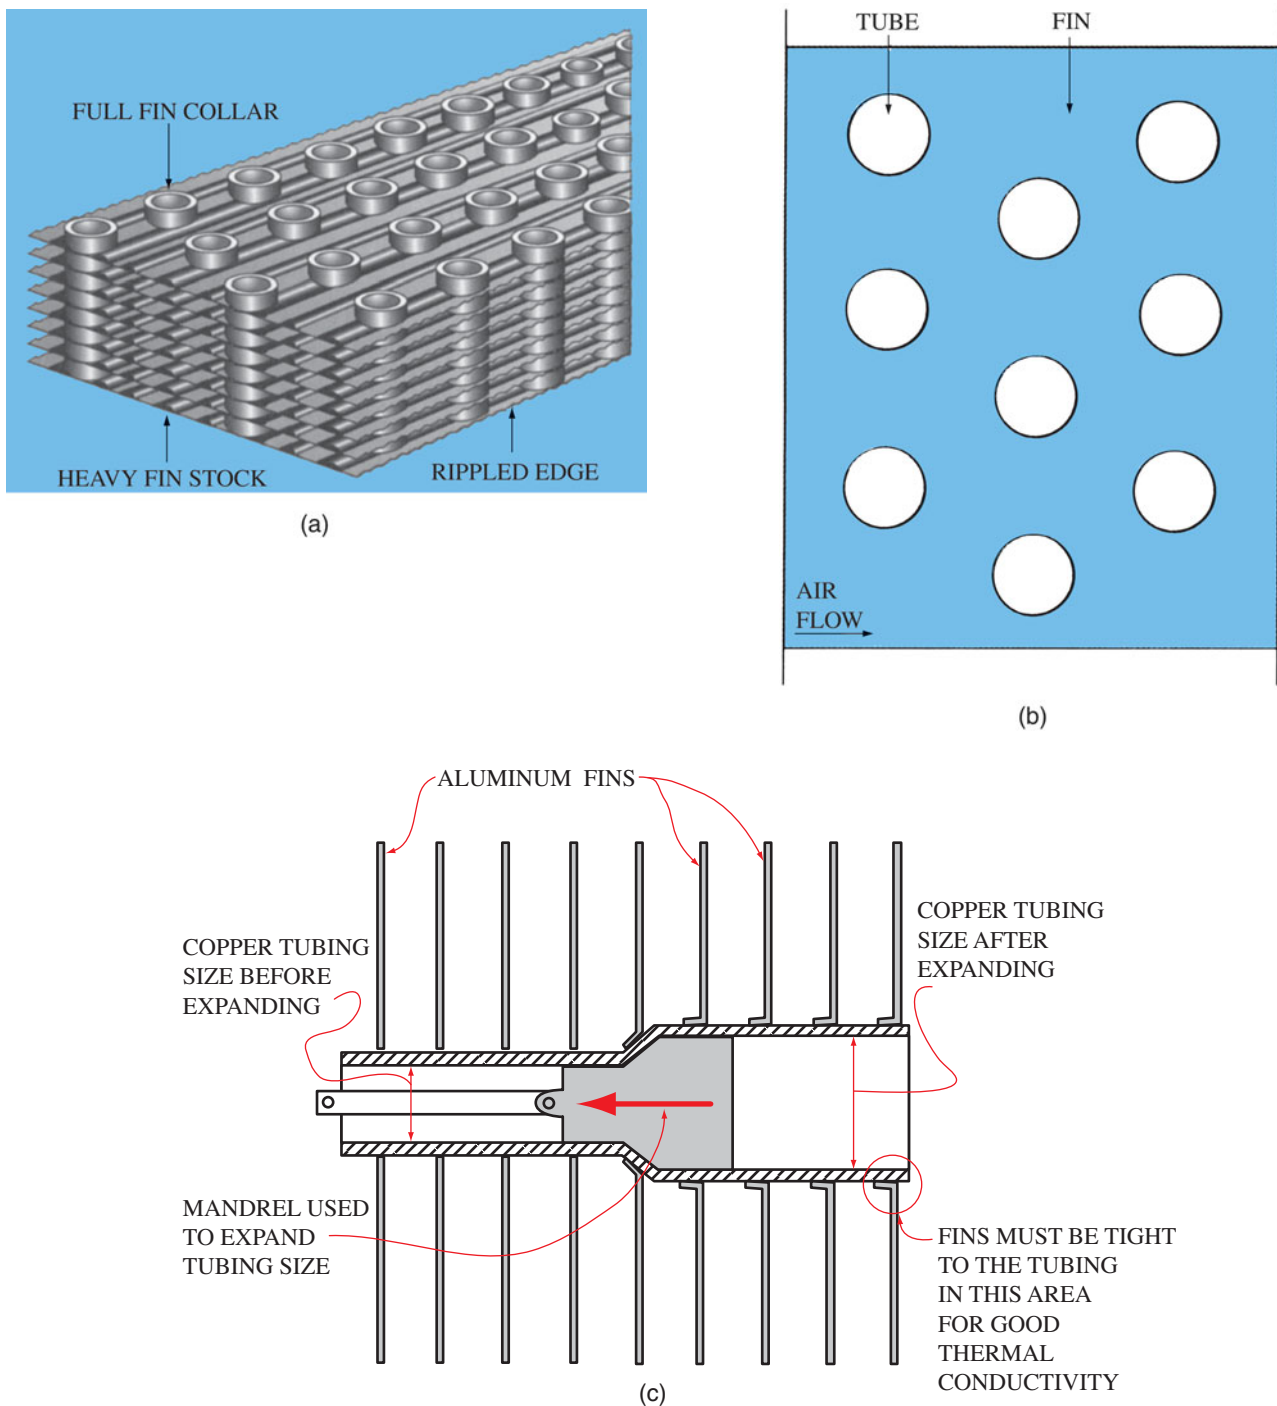 FULL FIN COLLAR
HEAVY FIN STOCK
RIPPLED EDGE
(a)
TUBE
FIN
AIR
FLOW
(b)
ALUMINUM FINS
COPPER TUBING
SIZE BEFORE
EXPANDING
COPPER TUBING
SIZE AFTER
EXPANDING
MANDREL USED
TO EXPAND
TUBING SIZE
FINS MUST BE TIGHT
TO THE TUBING
IN THIS AREA
FOR GOOD
THERMAL
CONDUCTIVITY
(c)